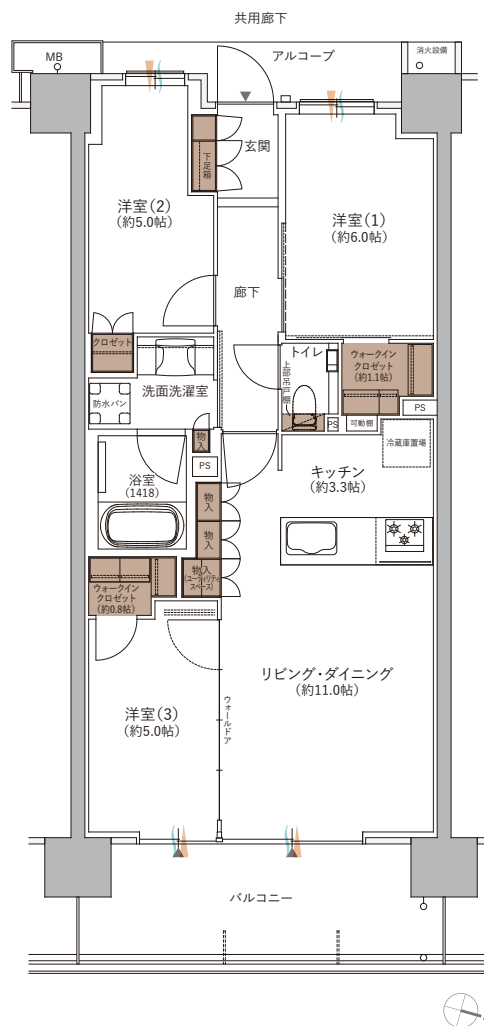 共用廊下
MB
アルコーブ
消火設備
玄関
下足箱
洋室(2)
(約5.0帖)
洋室(1)
(約6.0帖)
廊下
クロゼット
トイレ
上部吊戸棚
ウォークイン
クロゼット
(約1.1帖)
洗面洗濯室
防水パン
PS
可動棚
PS
物入
冷蔵庫置場
PS
浴室
(1418)
キッチン
(約3.3帖)
物入
物入
物入
(ユーティリティ
スペース)
ウォークイン
クロゼット
(約0.8帖)
リビング・ダイニング
(約11.0帖)
洋室(3)
(約5.0帖)
ウォールドア
バルコニー